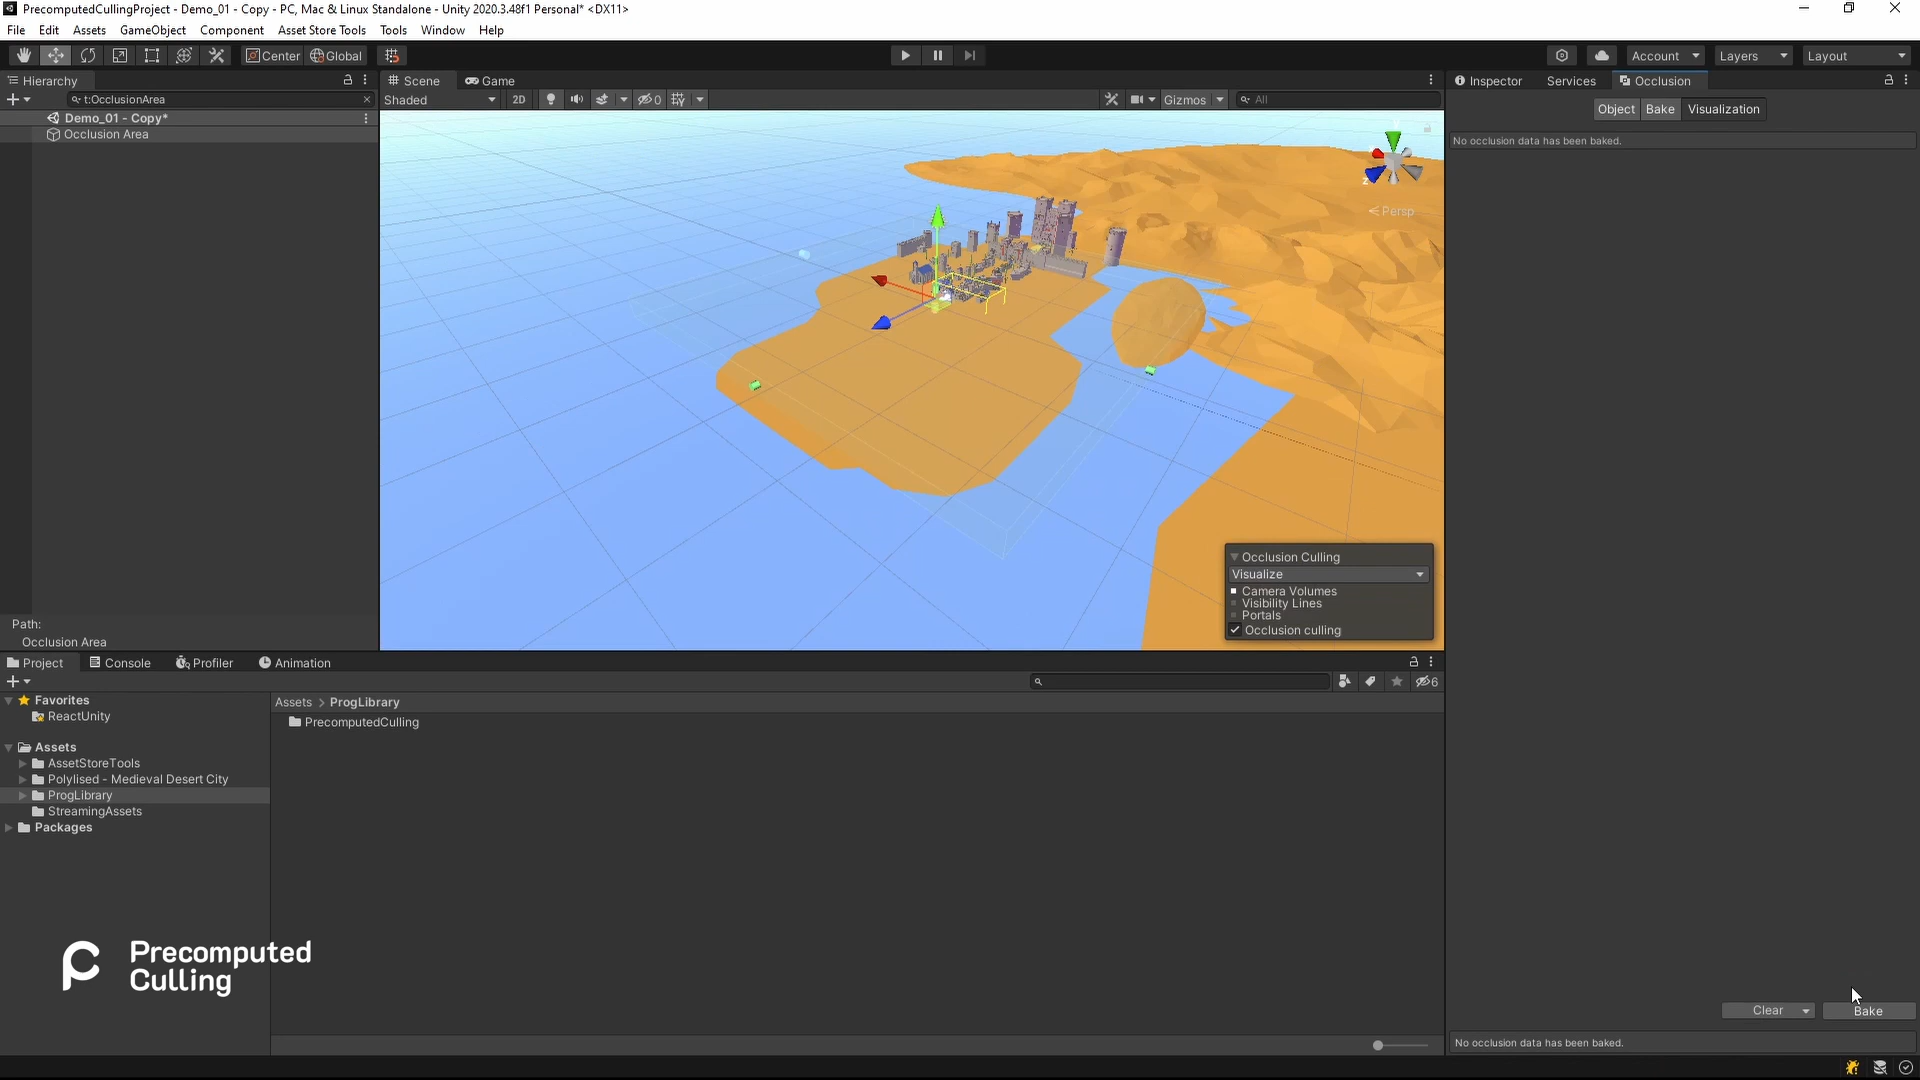 PrecomputedCullingProject - Demo_01 - Copy - PC, Mac & Linux Standalone - Unity 2020.3.48f1 Personal* <DX11>
File Edit Assets GameObject Component Asset Store Tools Tools Window Help
Center Global Account Layers Layout
Hierarchy Scene Game Inspector Services Occlusion
t:OcclusionArea Shaded 2D 0 Gizmos All
Object Bake Visualization
Demo_01 - Copy*
Occlusion Area
No occlusion data has been baked.
z
Persp
Occlusion Culling
Visualize
Camera Volumes
Visibility Lines
Portals
Occlusion culling
Path:
Occlusion Area
Project Console Profiler Animation
6
Favorites
ReactUnity
Assets
AssetStoreTools
Polylised - Medieval Desert City
ProgLibrary
StreamingAssets
Packages
Assets > ProgLibrary
PrecomputedCulling
Precomputed
Culling
Clear Bake
No occlusion data has been baked.